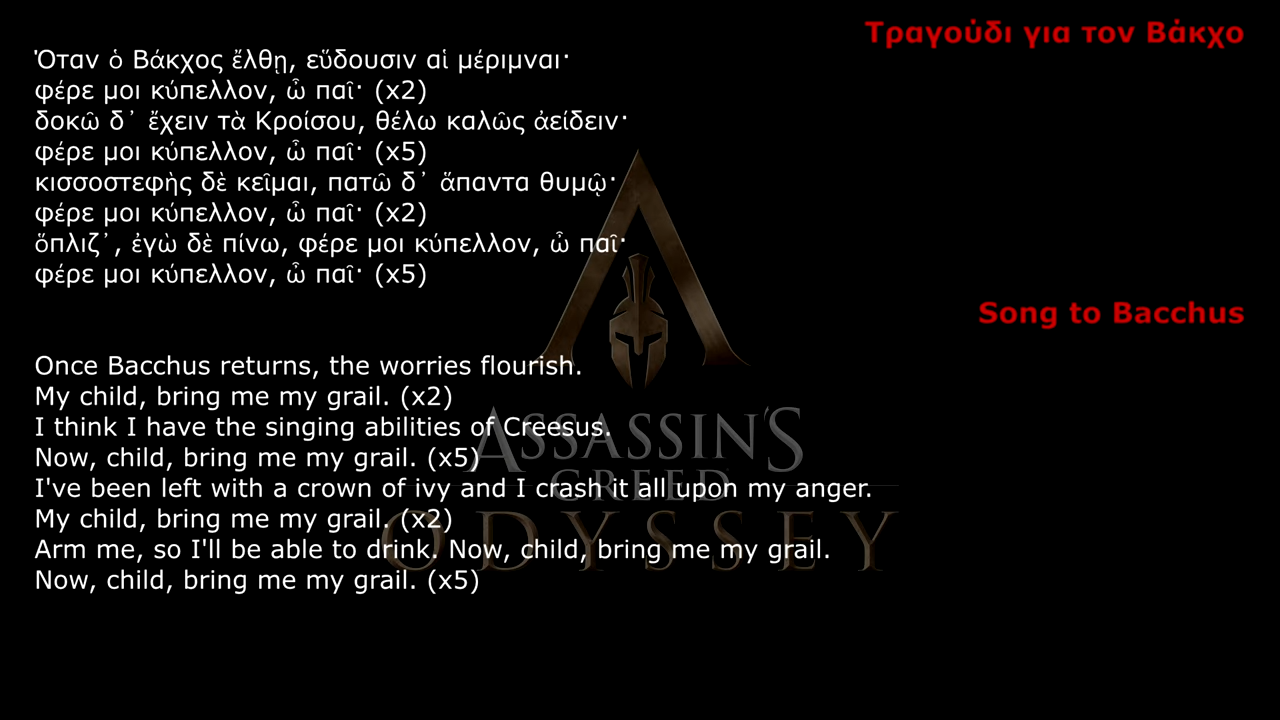 Τραγούδι για τον Βάκχο
Ὁταν ὁ Βάκχος ἔλθῃ, εὕδουσιν αἱ μέριμναι·
φέρε μοι κύπελλον, ὦ παῖ· (x2)
δοκῶ δ᾽ ἔχειν τὰ Κροίσου, θέλω καλῶς ἀείδειν·
φέρε μοι κύπελλον, ὦ παῖ· (x5)
κισσοστεφὴς δὲ κεῖμαι, πατῶ δ᾽ ἅπαντα θυμῷ·
φέρε μοι κύπελλον, ὦ παῖ· (x2)
ὅπλιζ᾽, ἐγὼ δὲ πίνω, φέρε μοι κύπελλον, ὦ παῖ·
φέρε μοι κύπελλον, ὦ παῖ· (x5)
Song to Bacchus
Once Bacchus returns, the worries flourish.
My child, bring me my grail. (x2)
I think I have the singing abilities of Creesus.
Now, child, bring me my grail. (x5)
I've been left with a crown of ivy and I crash it all upon my anger.
My child, bring me my grail. (x2)
Arm me, so I'll be able to drink. Now, child, bring me my grail.
Now, child, bring me my grail. (x5)
ASSASSIN'S
CREED
ODYSSEY